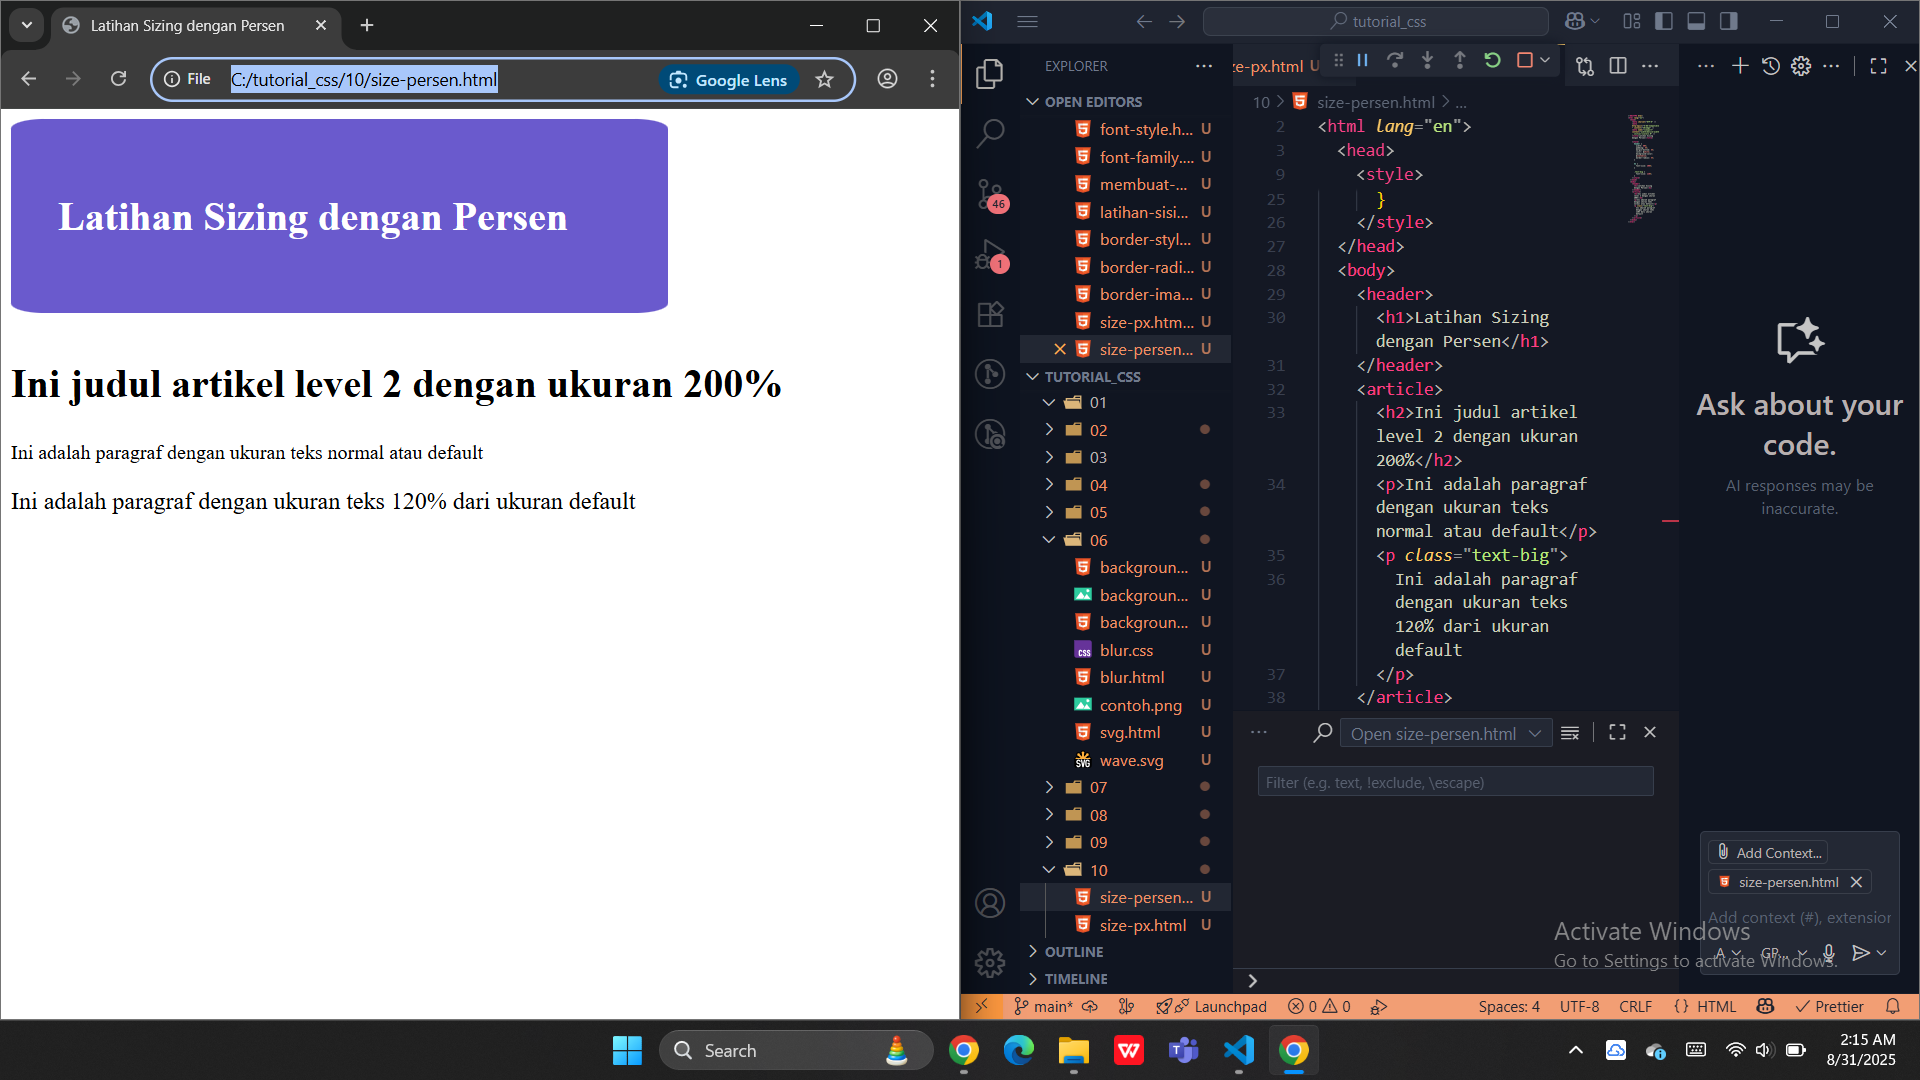 Latihan Sizing dengan Persen
File
C:/tutorial_css/10/size-persen.html
Google Lens
Latihan Sizing dengan Persen
Ini judul artikel level 2 dengan ukuran 200%
Ini adalah paragraf dengan ukuran teks normal atau default
Ini adalah paragraf dengan ukuran teks 120% dari ukuran default
tutorial_css
EXPLORER
OPEN EDITORS
font-style.h... U
font-family.... U
membuat-... U
latihan-sisi... U
border-styl... U
border-radi... U
border-ima... U
size-px.htm... U
size-persen... U
TUTORIAL_CSS
01
02
03
04
05
06
backgroun... U
backgroun... U
backgroun... U
blur.css U
blur.html U
contoh.png U
svg.html U
wave.svg U
07
08
09
10
size-persen... U
size-px.html U
OUTLINE
TIMELINE
46
1
ze-px.html U
10 > size-persen.html > ...
2 <html lang="en">
3 <head>
9 <style>
25 }
26 </style>
27 </head>
28 <body>
29 <header>
30 <h1>Latihan Sizing
dengan Persen</h1>
31 </header>
32 <article>
33 <h2>Ini judul artikel
level 2 dengan ukuran
200%</h2>
34 <p>Ini adalah paragraf
dengan ukuran teks
normal atau default</p>
35 <p class="text-big">
36 Ini adalah paragraf
dengan ukuran teks
120% dari ukuran
default
37 </p>
38 </article>
Open size-persen.html
Filter (e.g. text, !exclude, \escape)
Ask about your
code.
AI responses may be
inaccurate.
Add Context...
size-persen.html
Add context (#), extension
A
GP...
Activate Windows
Go to Settings to activate Windows.
main*
Launchpad
0
0
Spaces: 4
UTF-8
CRLF
{ } HTML
Prettier
Search
2:15 AM
8/31/2025